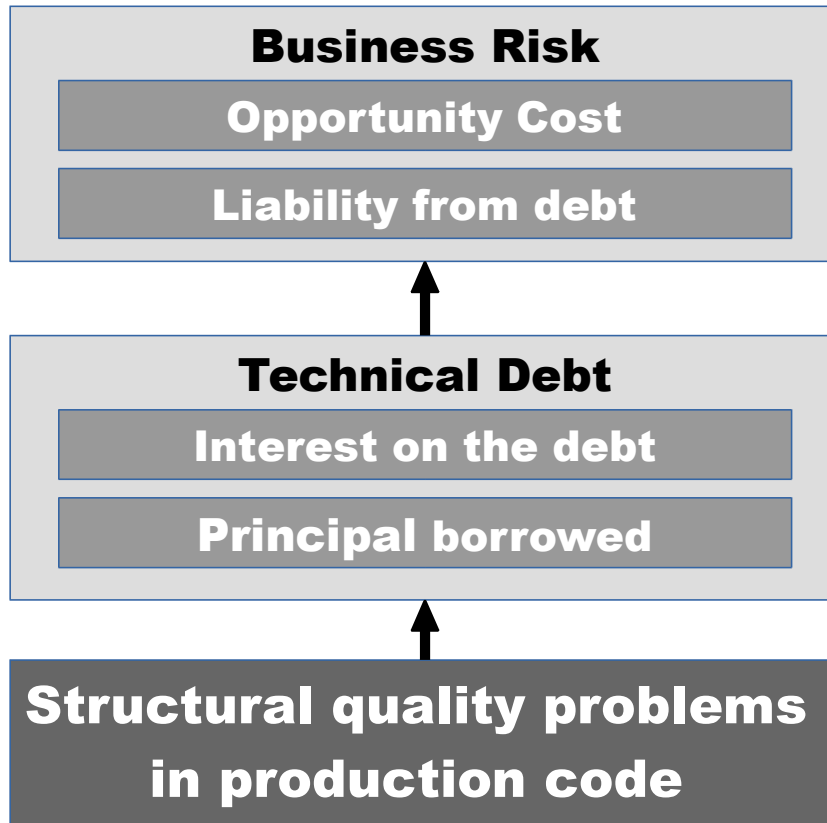 Business Risk
Opportunity Cost
Liability from debt
Technical Debt
Interest on the debt
Principal borrowed
Structural quality problems
in production code